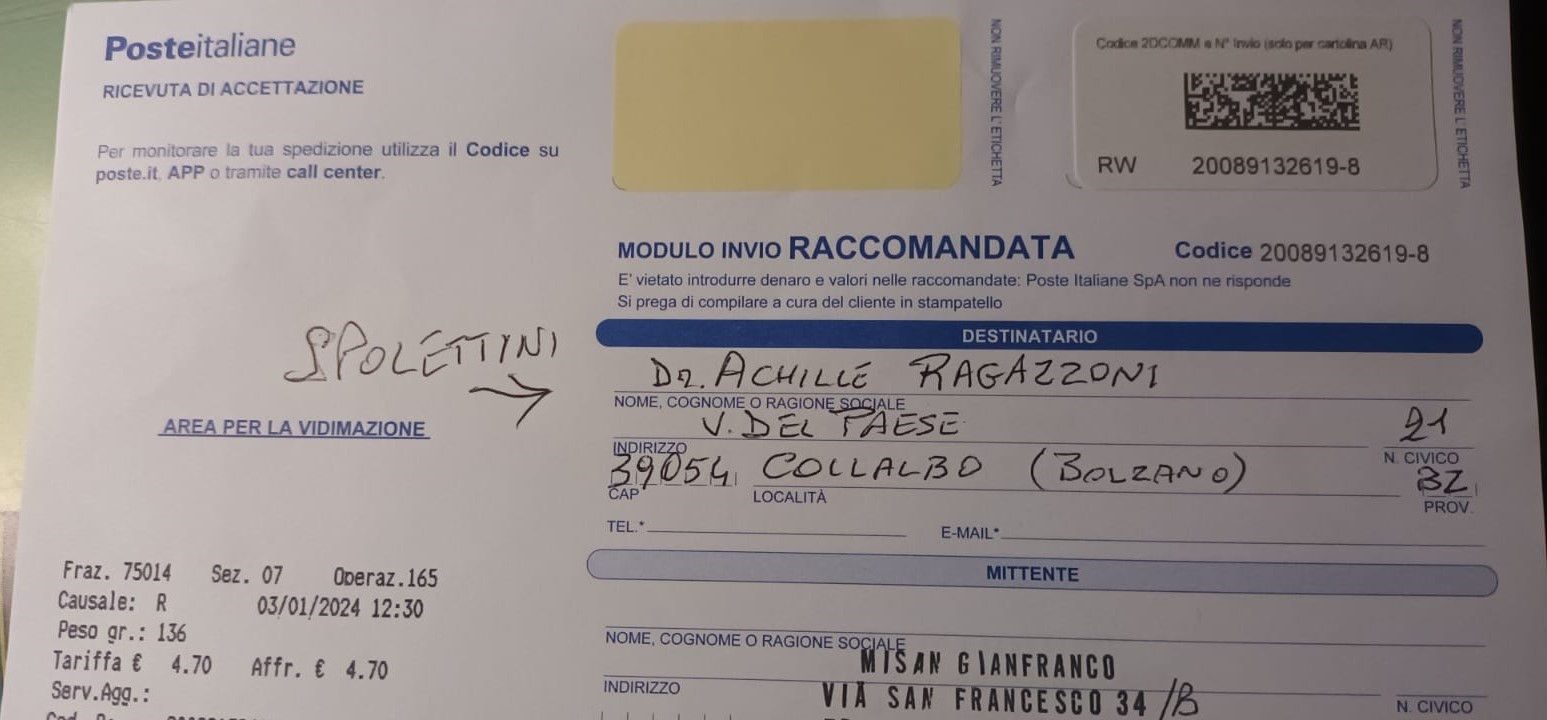 Posteitaliane
RICEVUTA DI ACCETTAZIONE
Per monitorare la tua spedizione utilizza il Codice su
poste.it, APP o tramite call center.
NON RIMUOVERE L'ETICHETTA
Codice 2DCOMM e N° Invio (solo per cartolina AR)
RW 20089132619-8
NON RIMUOVERE L'ETICHETTA
MODULO INVIO RACCOMANDATA Codice 20089132619-8
E' vietato introdurre denaro e valori nelle raccomandate: Poste Italiane SpA non ne risponde
Si prega di compilare a cura del cliente in stampatello
SPOLETTINI
AREA PER LA VIDIMAZIONE
DESTINATARIO
DR. ACHILLE RAGAZZONI
NOME, COGNOME O RAGIONE SOCIALE
V. DEL PAESE 21
INDIRIZZO N. CIVICO
39054 COLLALBO (BOLZANO) BZ
CAP LOCALITÀ PROV.
TEL.* E-MAIL*
MITTENTE
NOME, COGNOME O RAGIONE SOCIALE
MISAN GIANFRANCO
INDIRIZZO VIA SAN FRANCESCO 34 /B N. CIVICO
Fraz. 75014 Sez. 07 Operaz.165
Causale: R 03/01/2024 12:30
Peso gr.: 136
Tariffa € 4.70 Affr. € 4.70
Serv.Agg.: